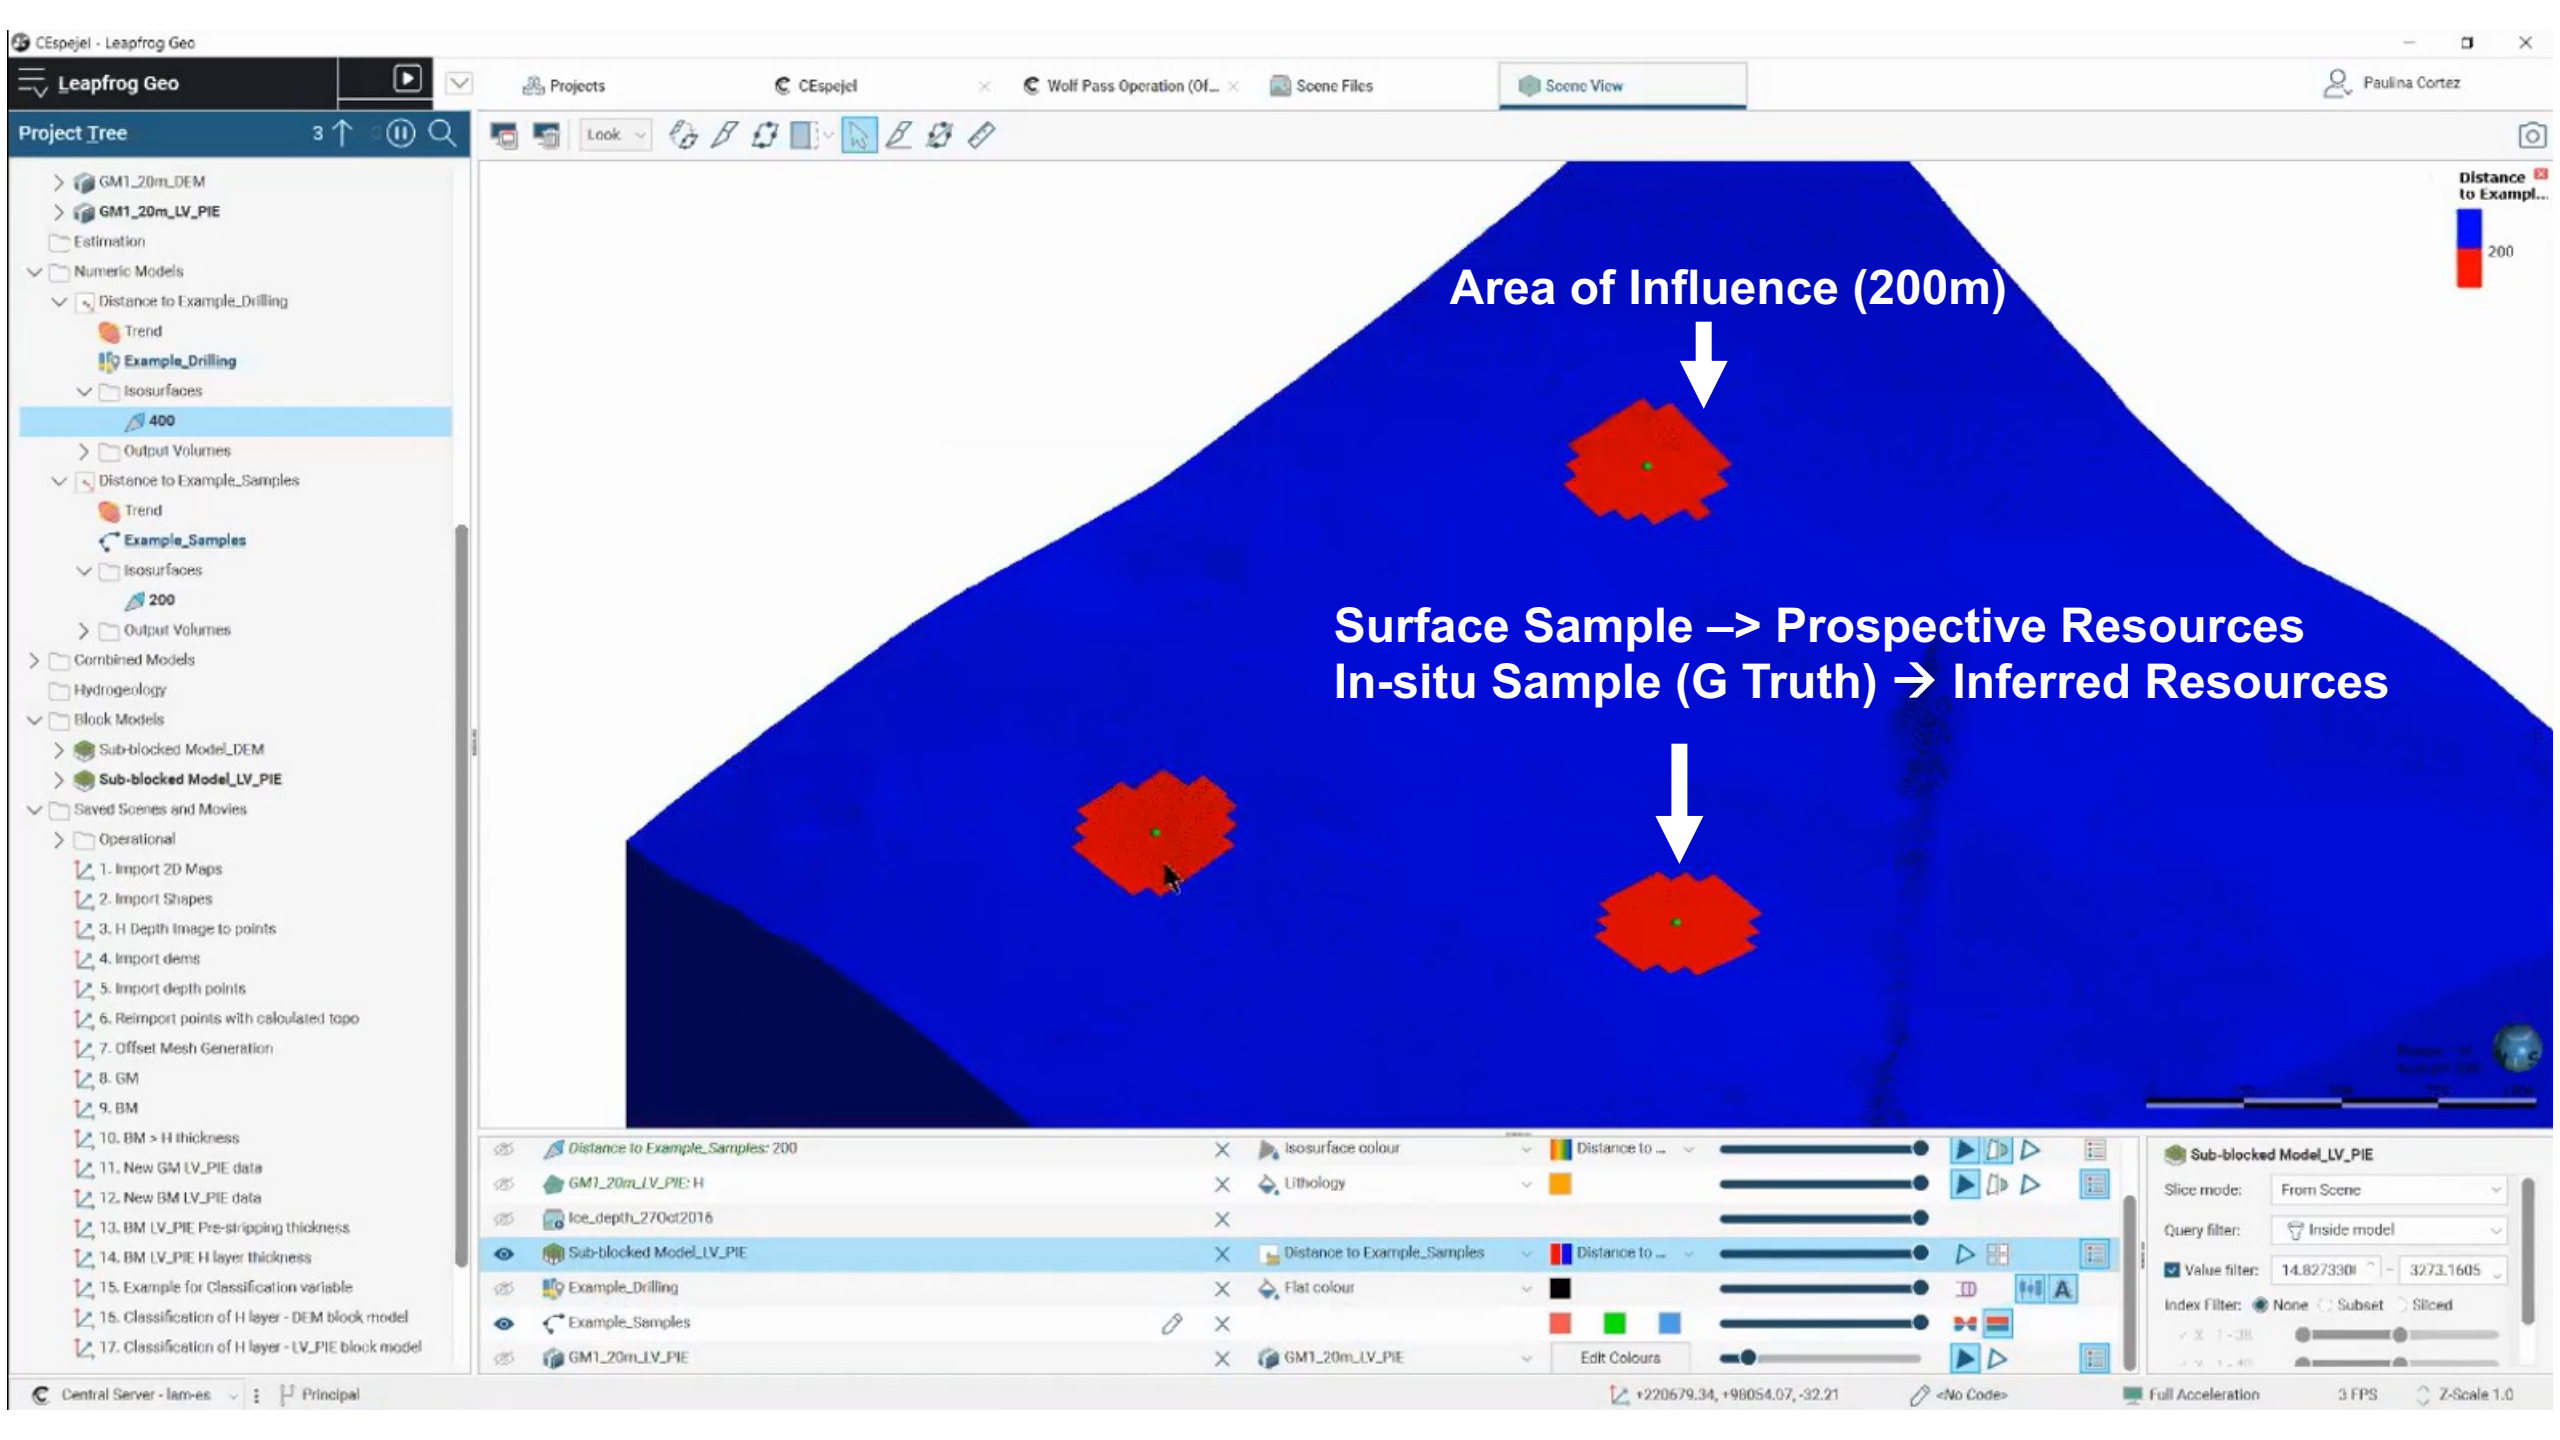 CEspejel - Leapfrog Geo
Leapfrog Geo
Projects
CEspejel
Wolf Pass Operation (Of...
Scene Files
Scene View
Paulina Cortez
Project Tree
3
Look
GM1_20m_DEM
GM1_20m_LV_PIE
Estimation
Numeric Models
Distance to Example_Drilling
Trend
Example_Drilling
Isosurfaces
400
Output Volumes
Distance to Example_Samples
Trend
Example_Samples
Isosurfaces
200
Output Volumes
Combined Models
Hydrogeology
Block Models
Sub-blocked Model_DEM
Sub-blocked Model_LV_PIE
Saved Scenes and Movies
Operational
1. Import 2D Maps
2. Import Shapes
3. H Depth Image to points
4. Import dems
5. Import depth points
6. Reimport points with calculated topo
7. Offset Mesh Generation
8. GM
9. BM
10. BM > H thickness
11. New GM LV_PIE data
12. New BM LV_PIE data
13. BM LV_PIE Pre-stripping thickness
14. BM LV_PIE H layer thickness
15. Example for Classification variable
16. Classification of H layer - DEM block model
17. Classification of H layer - LV_PIE block model
Distance
to Exampl...
200
Area of Influence (200m)
Surface Sample –> Prospective Resources
In-situ Sample (G Truth) → Inferred Resources
Distance to Example_Samples: 200
Isosurface colour
Distance to ...
GM1_20m_LV_PIE: H
Lithology
Ice_depth_27Oct2016
Sub-blocked Model_LV_PIE
Distance to Example_Samples
Distance to ...
Example_Drilling
Flat colour
A
Example_Samples
GM1_20m_LV_PIE
GM1_20m_LV_PIE
Edit Colours
Sub-blocked Model_LV_PIE
Slice mode: From Scene
Query filter: Inside model
Value filter: 14.827330 - 3273.1605
Index Filter: None Subset Sliced
Central Server - lam-es
Principal
+220679.34, +98054.07, -32.21
<No Code>
Full Acceleration
3 FPS
Z-Scale 1.0